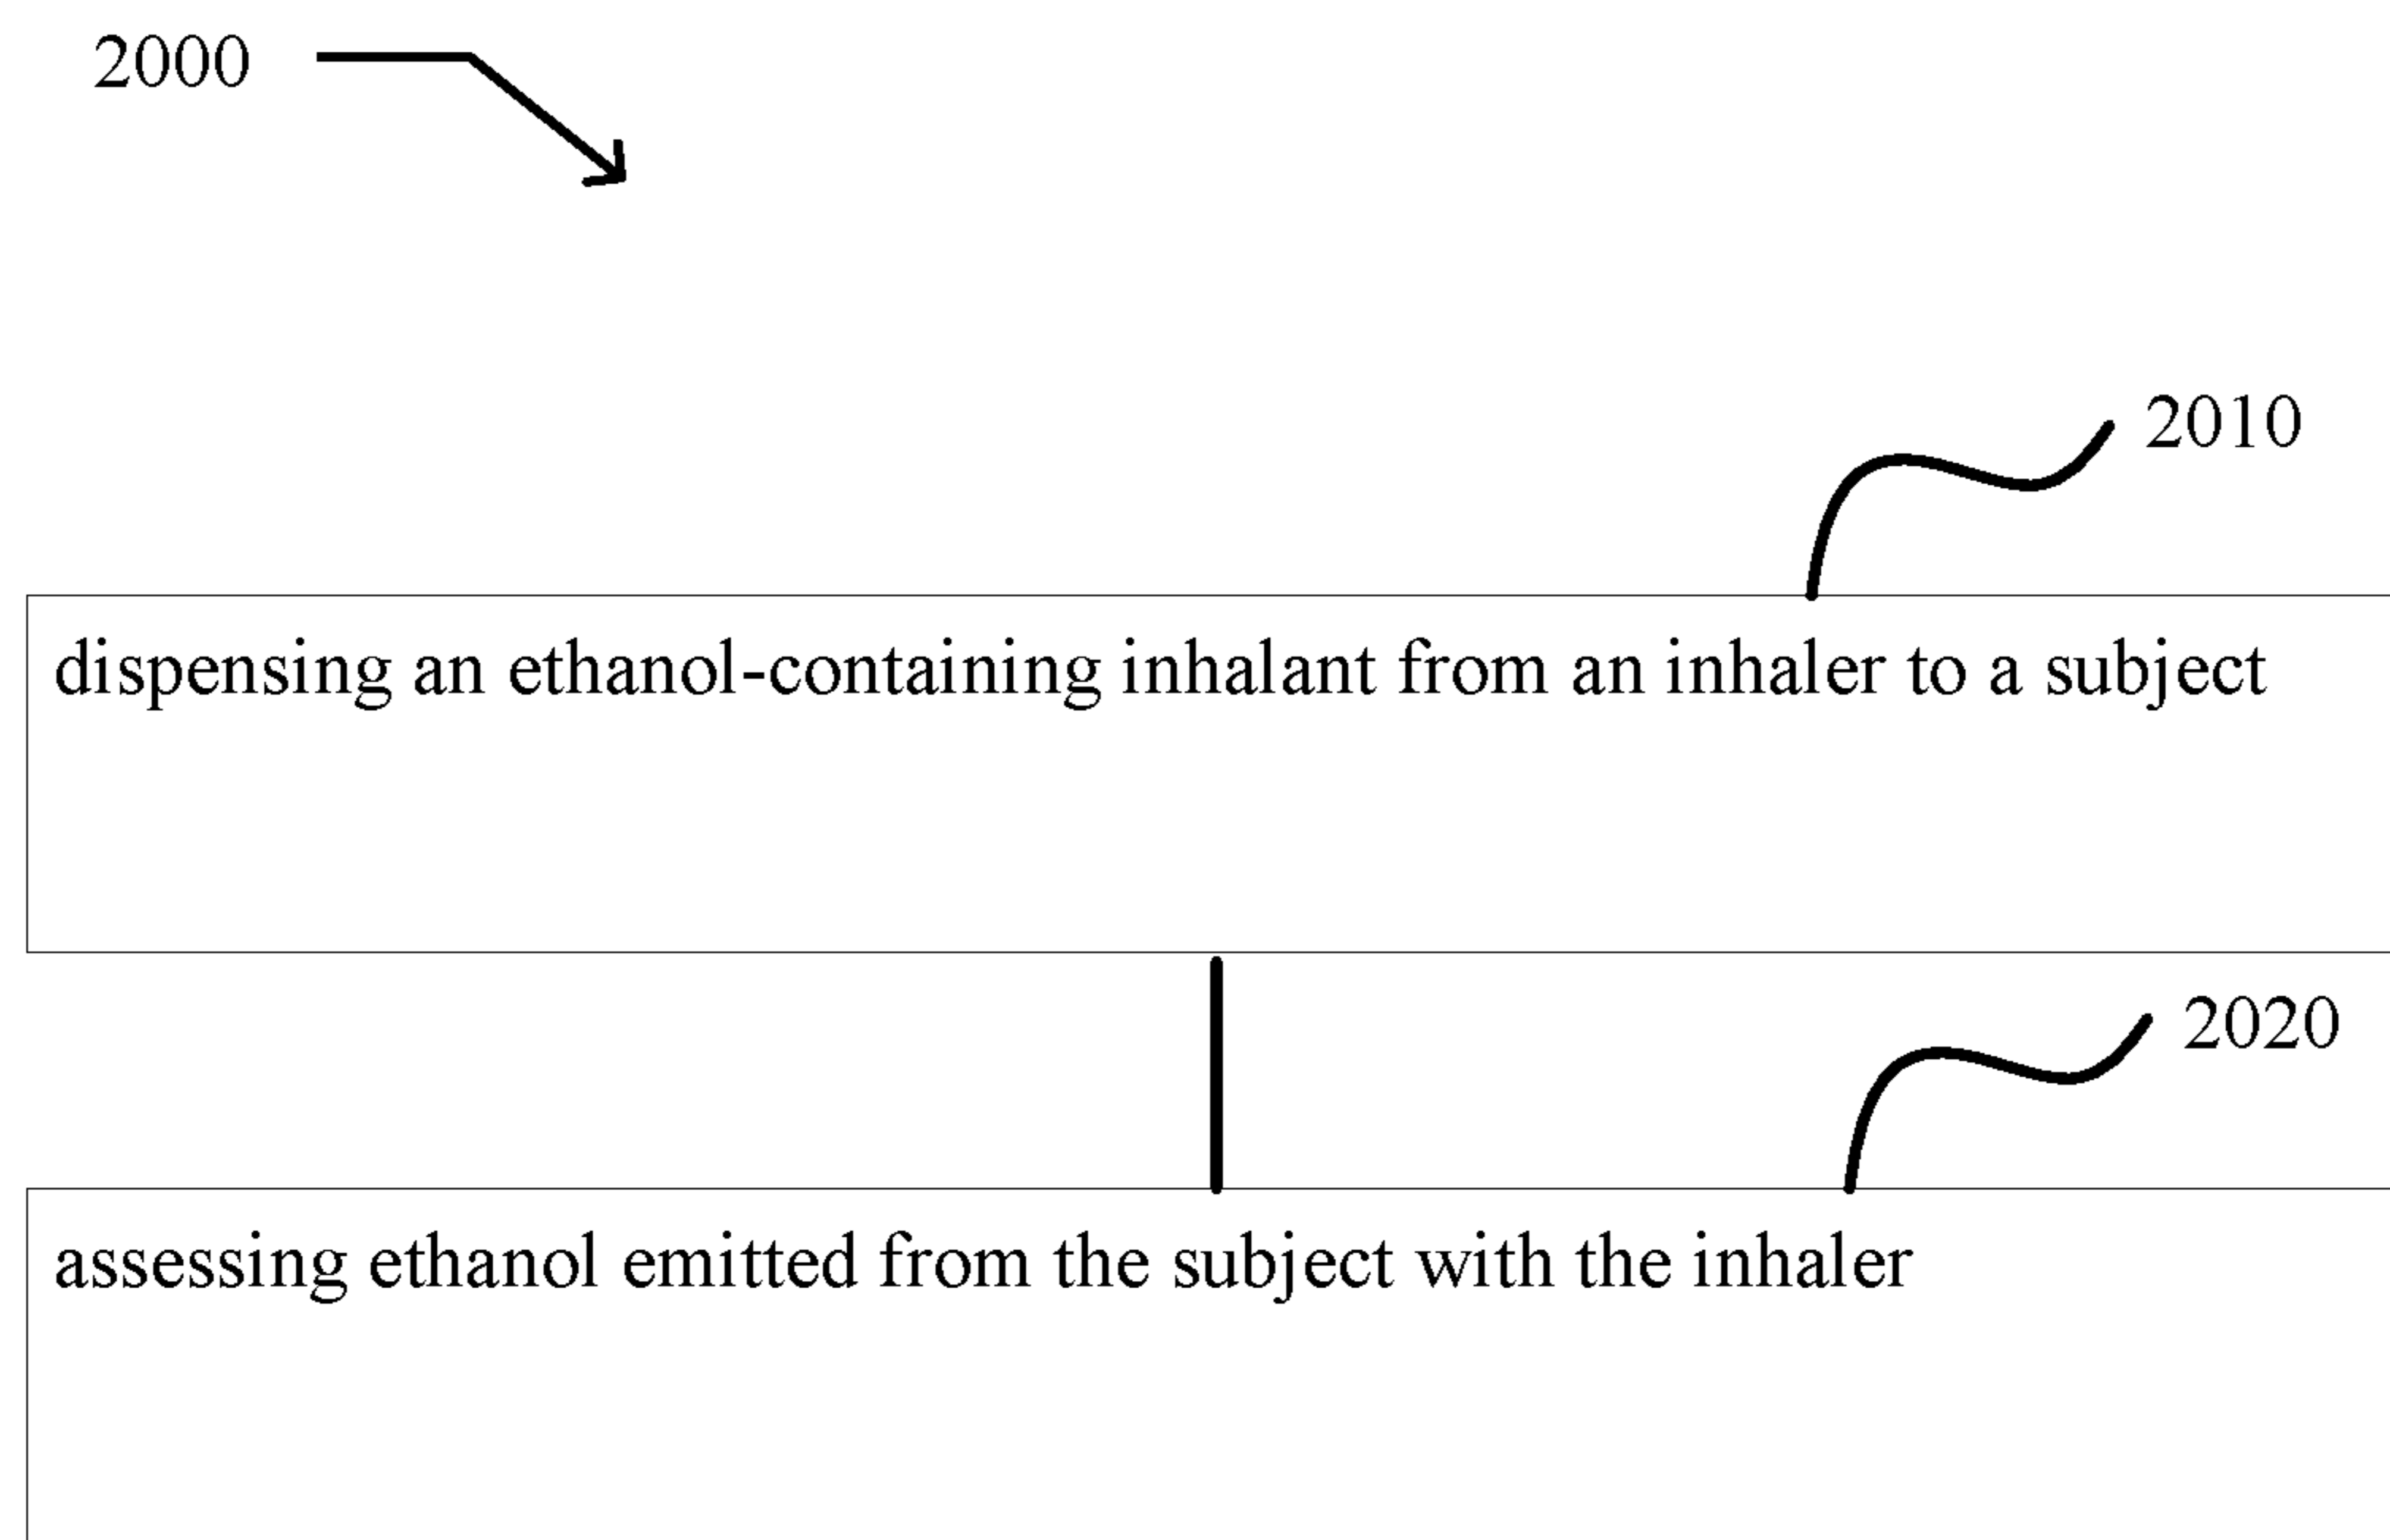 2000
2010
dispensing an ethanol-containing inhalant from an inhaler to a subject
2020
assessing ethanol emitted from the subject with the inhaler